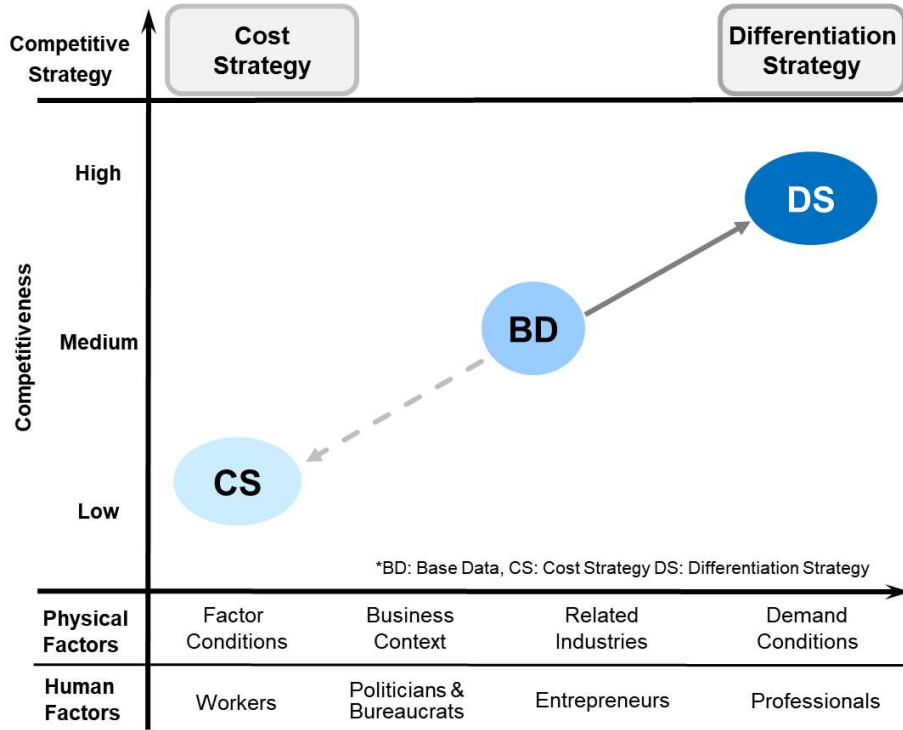 Competitive
Strategy
Cost
Strategy
Differentiation
Strategy
High
DS
Competitiveness
BD
Medium
CS
Low
*BD: Base Data, CS: Cost Strategy DS: Differentiation Strategy
Physical
Factors
Factor
Conditions
Business
Context
Related
Industries
Demand
Conditions
Human
Factors
Workers
Politicians &
Bureaucrats
Entrepreneurs
Professionals